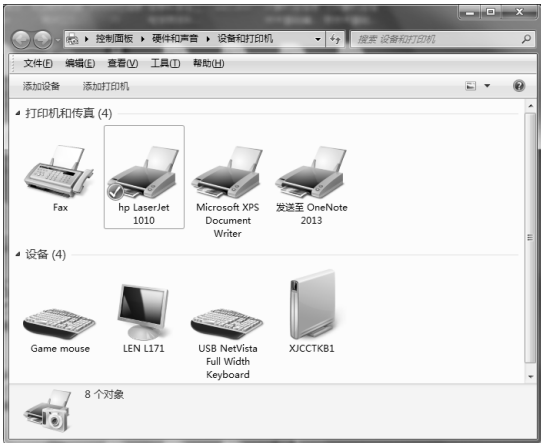 控制面板 ▸ 硬件和声音 ▸ 设备和打印机
搜索 设备和打印机
文件(F) 编辑(E) 查看(V) 工具(T) 帮助(H)
添加设备 添加打印机
打印机和传真 (4)
Fax
hp LaserJet
1010
Microsoft XPS
Document
Writer
发送至 OneNote
2013
设备 (4)
Game mouse
LEN L171
USB NetVista
Full Width
Keyboard
XJCCTKB1
8 个对象